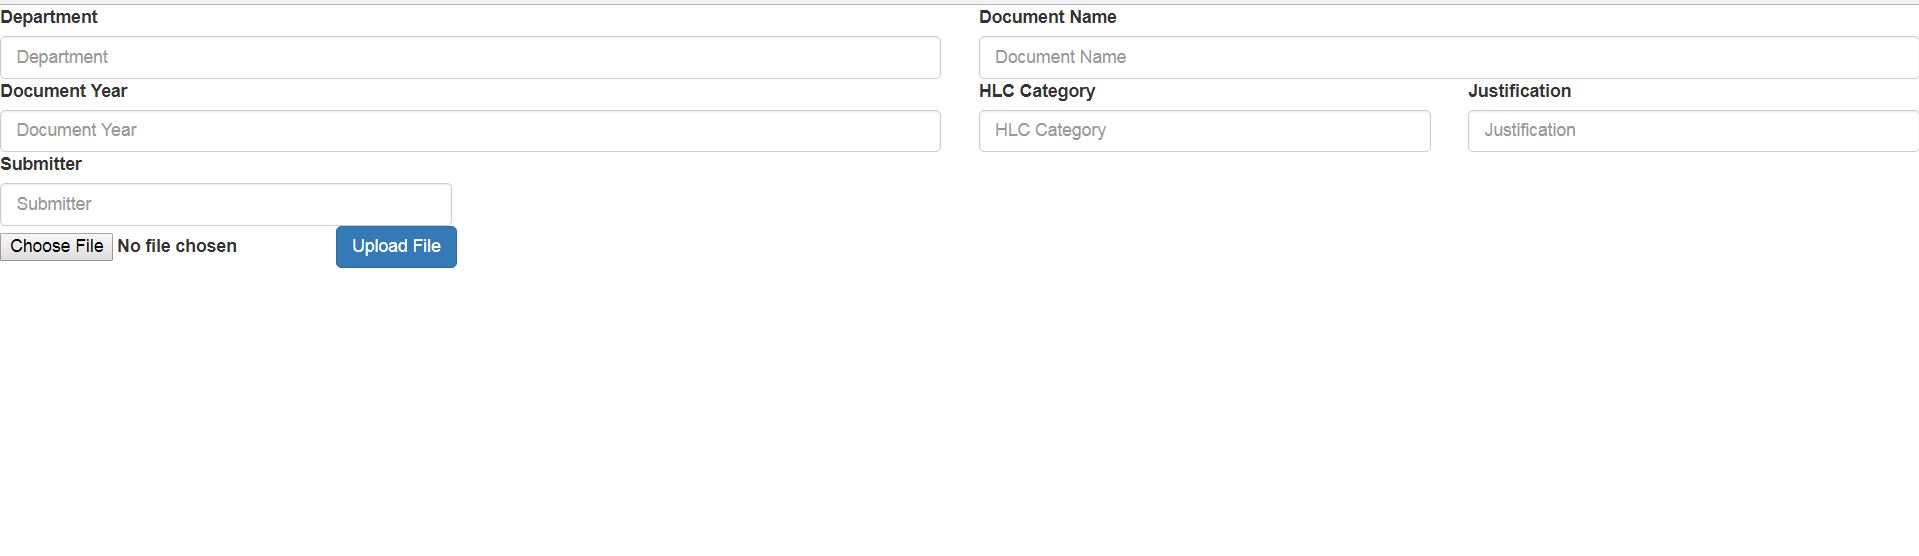 Department Document Name
Department Document Name
Document Year HLC Category Justification
Document Year HLC Category Justification
Submitter
Submitter
Choose File No file chosen Upload File